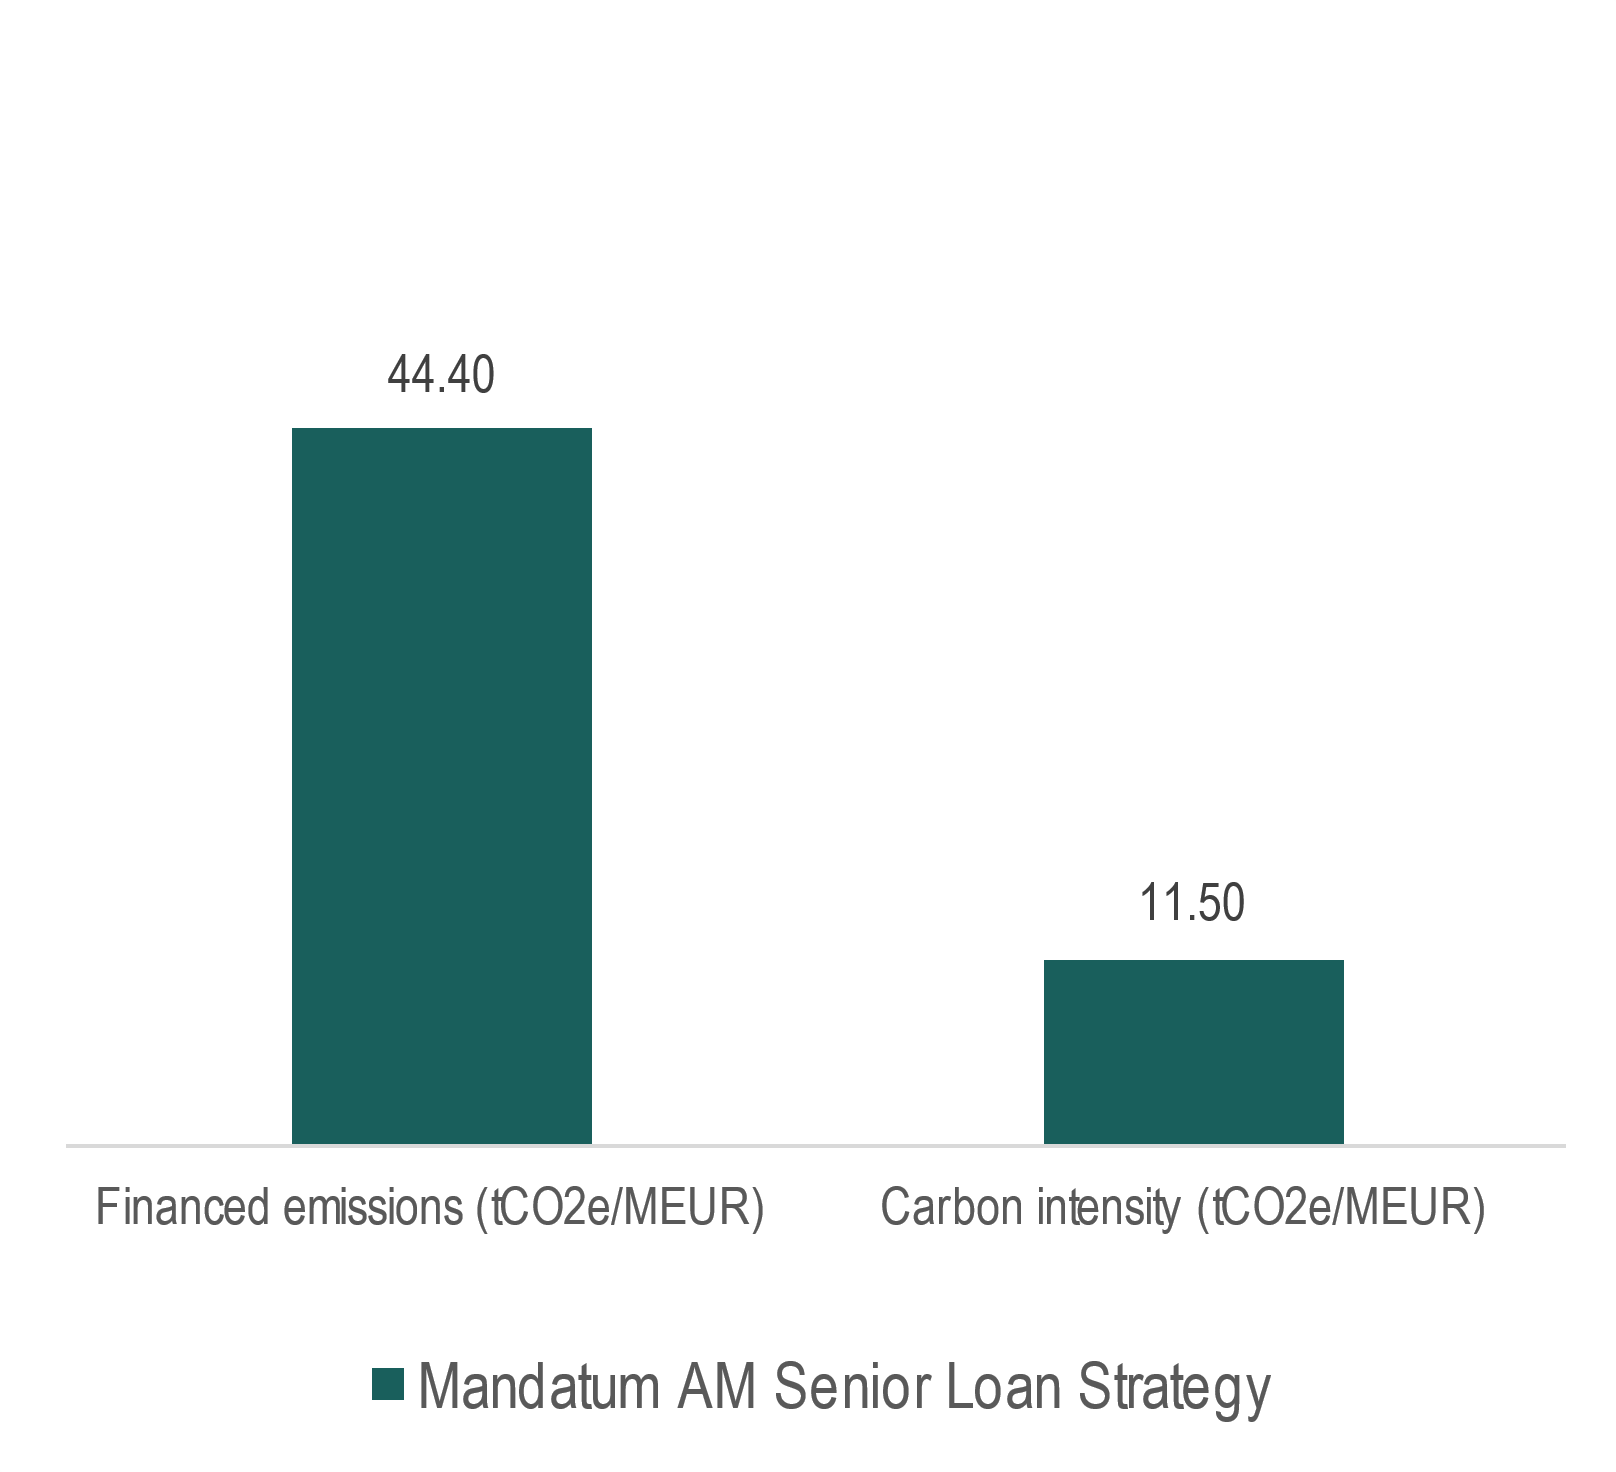 44.40
11.50
Financed emissions (tCO2e/MEUR)
Carbon intensity (tCO2e/MEUR)
Mandatum AM Senior Loan Strategy